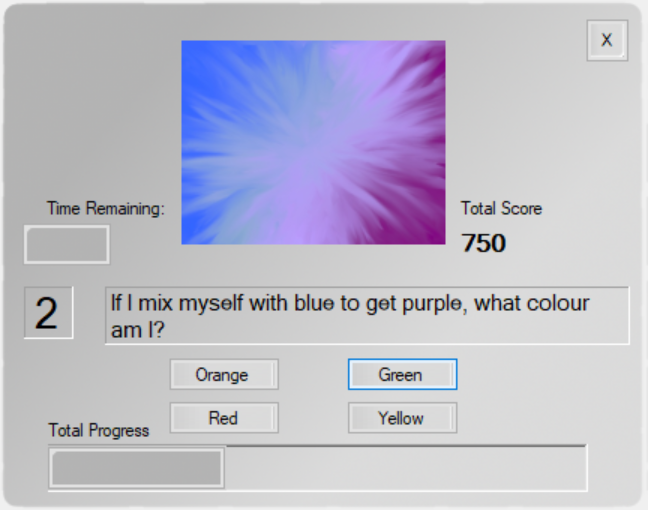 X
Time Remaining:
Total Score
750
2
If I mix myself with blue to get purple, what colour
am I?
Orange
Green
Red
Yellow
Total Progress